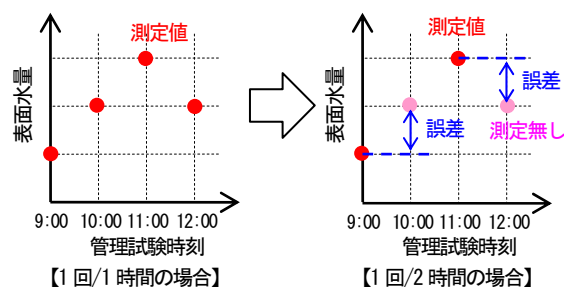 測定値
表面水量
9:00 10:00 11:00 12:00
管理試験時刻
【1回/1時間の場合】
測定値
表面水量
誤差
誤差
測定無し
9:00 10:00 11:00 12:00
管理試験時刻
【1回/2時間の場合】